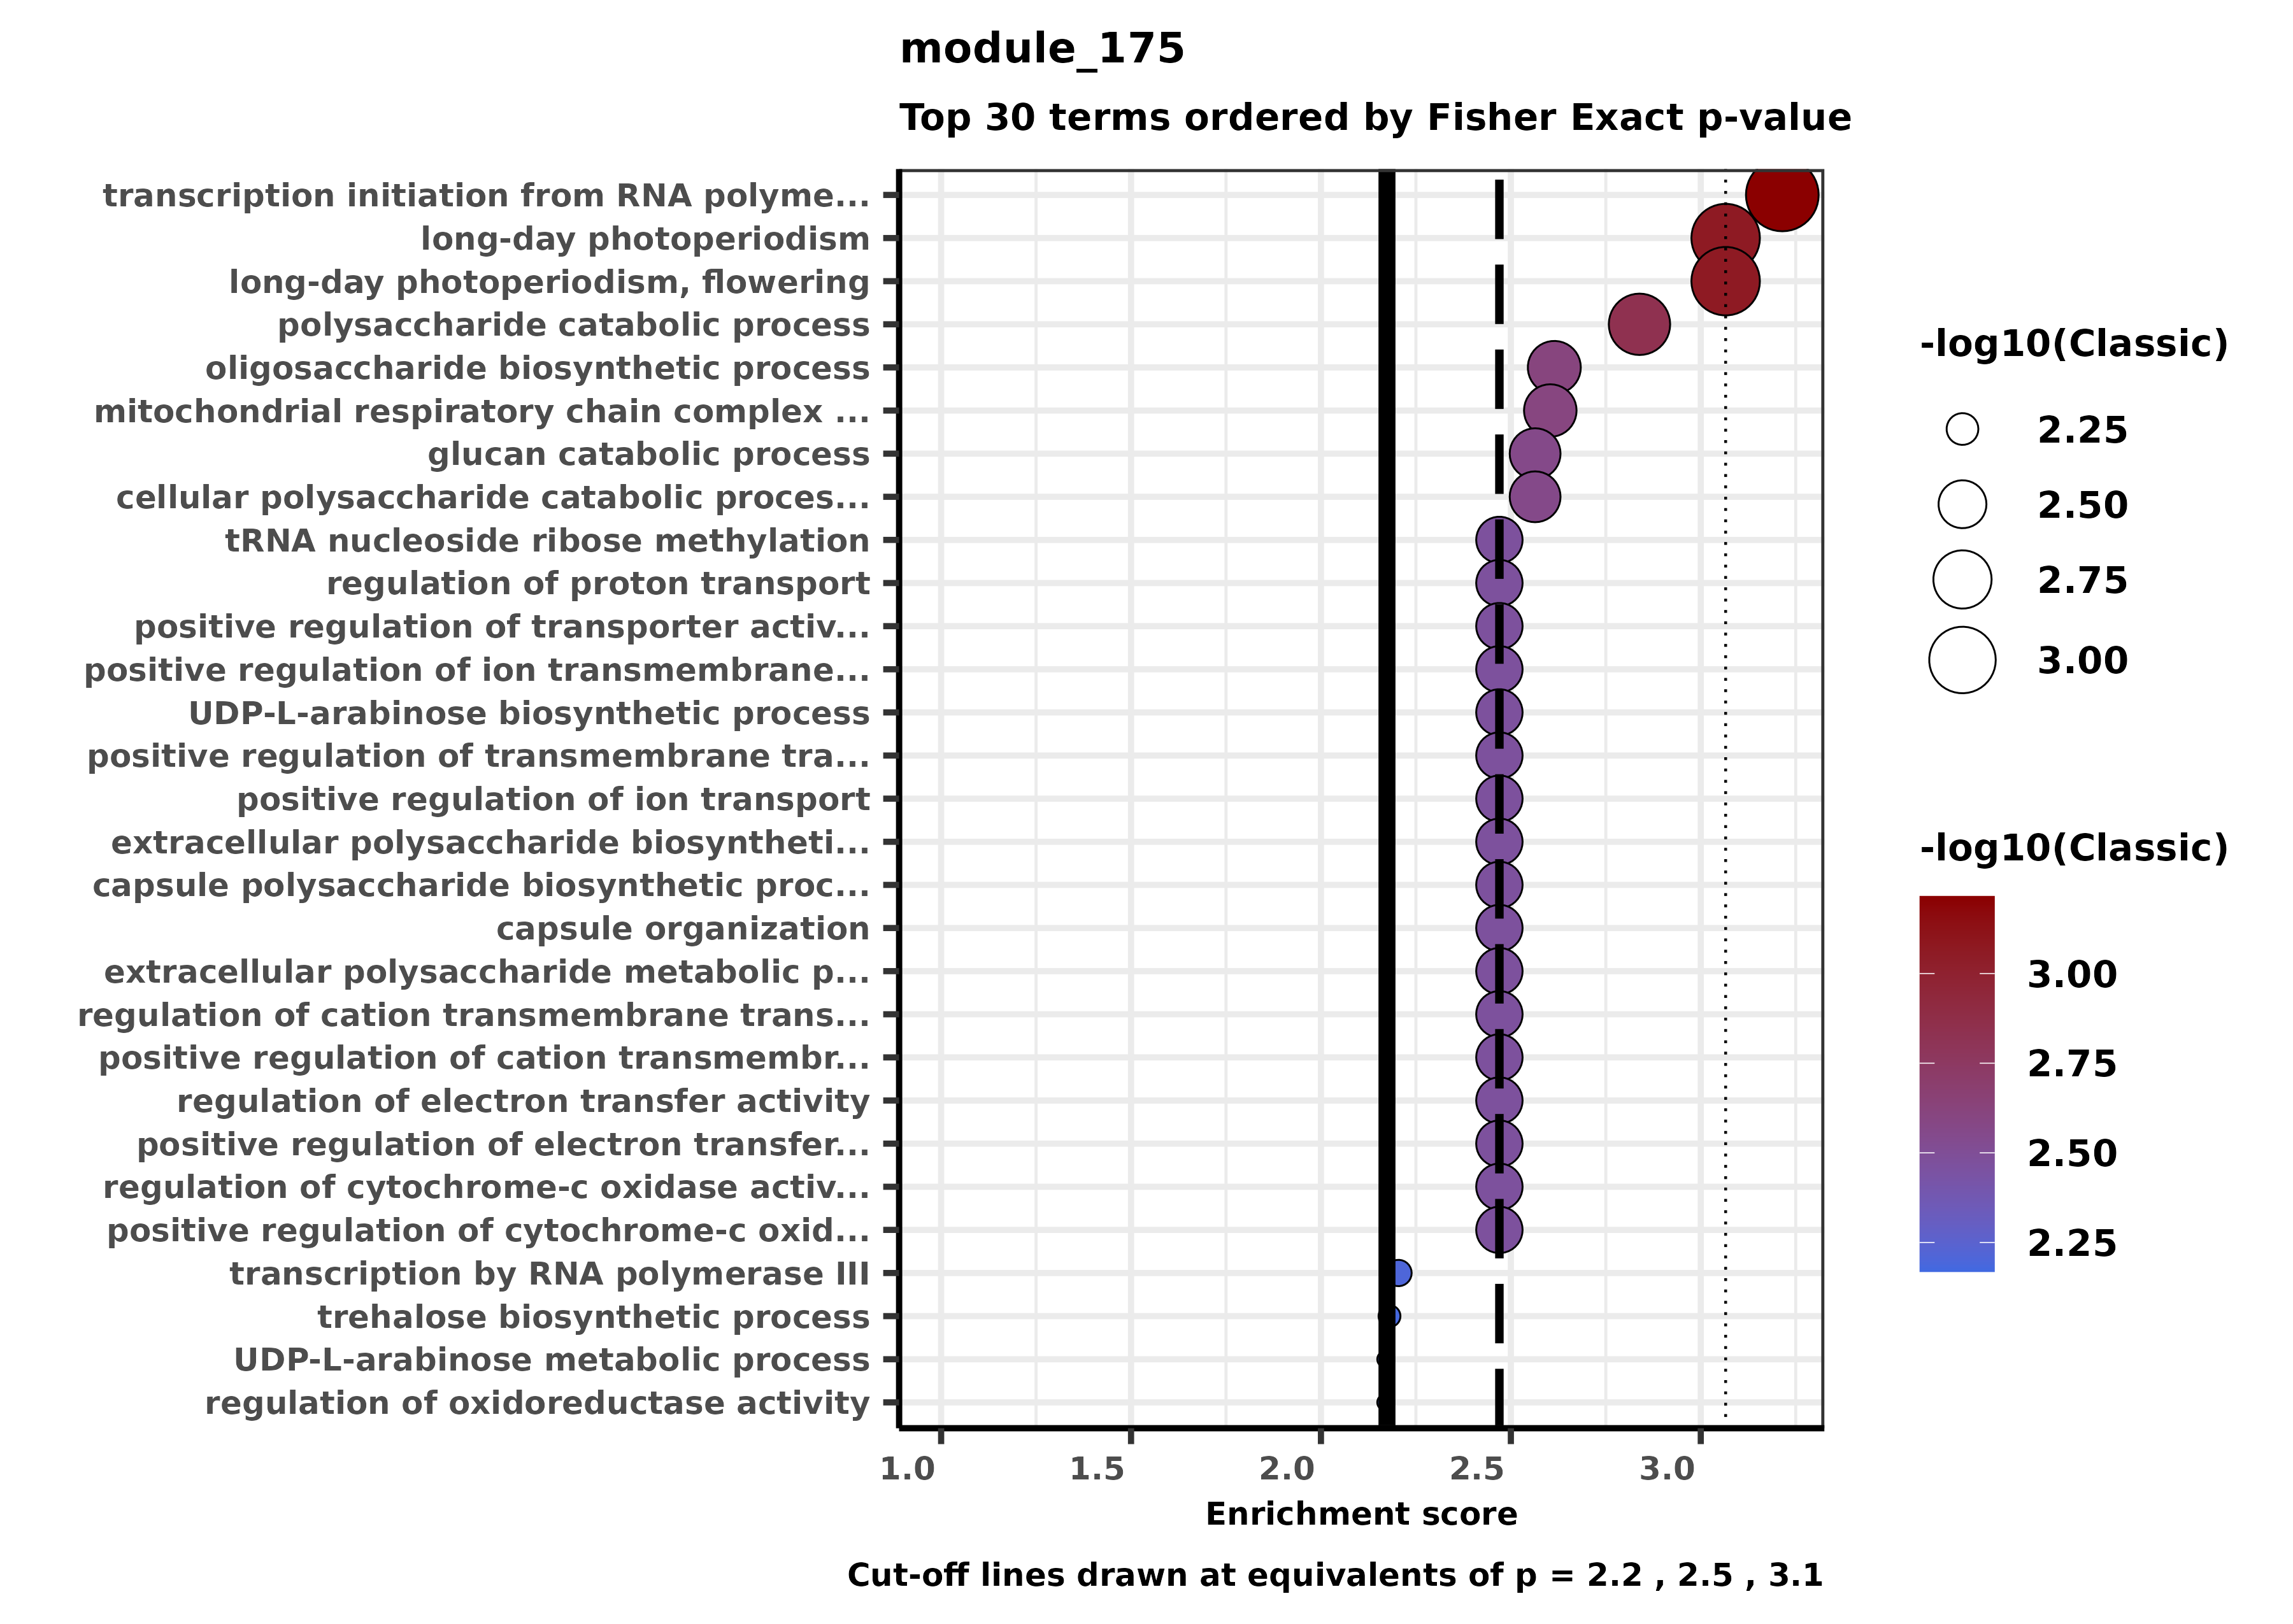 module_175
Top 30 terms ordered by Fisher Exact p-value
transcription initiation from RNA polyme...
long-day photoperiodism
long-day photoperiodism, flowering
polysaccharide catabolic process
oligosaccharide biosynthetic process
mitochondrial respiratory chain complex ...
glucan catabolic process
cellular polysaccharide catabolic proces...
tRNA nucleoside ribose methylation
regulation of proton transport
positive regulation of transporter activ...
positive regulation of ion transmembrane...
UDP-L-arabinose biosynthetic process
positive regulation of transmembrane tra...
positive regulation of ion transport
extracellular polysaccharide biosyntheti...
capsule polysaccharide biosynthetic proc...
capsule organization
extracellular polysaccharide metabolic p...
regulation of cation transmembrane trans...
positive regulation of cation transmembr...
regulation of electron transfer activity
positive regulation of electron transfer...
regulation of cytochrome-c oxidase activ...
positive regulation of cytochrome-c oxid...
transcription by RNA polymerase III
trehalose biosynthetic process
UDP-L-arabinose metabolic process
regulation of oxidoreductase activity
1.0 1.5 2.0 2.5 3.0
Enrichment score
Cut-off lines drawn at equivalents of p = 2.2 , 2.5 , 3.1
-log10(Classic)
2.25
2.50
2.75
3.00
-log10(Classic)
3.00
2.75
2.50
2.25